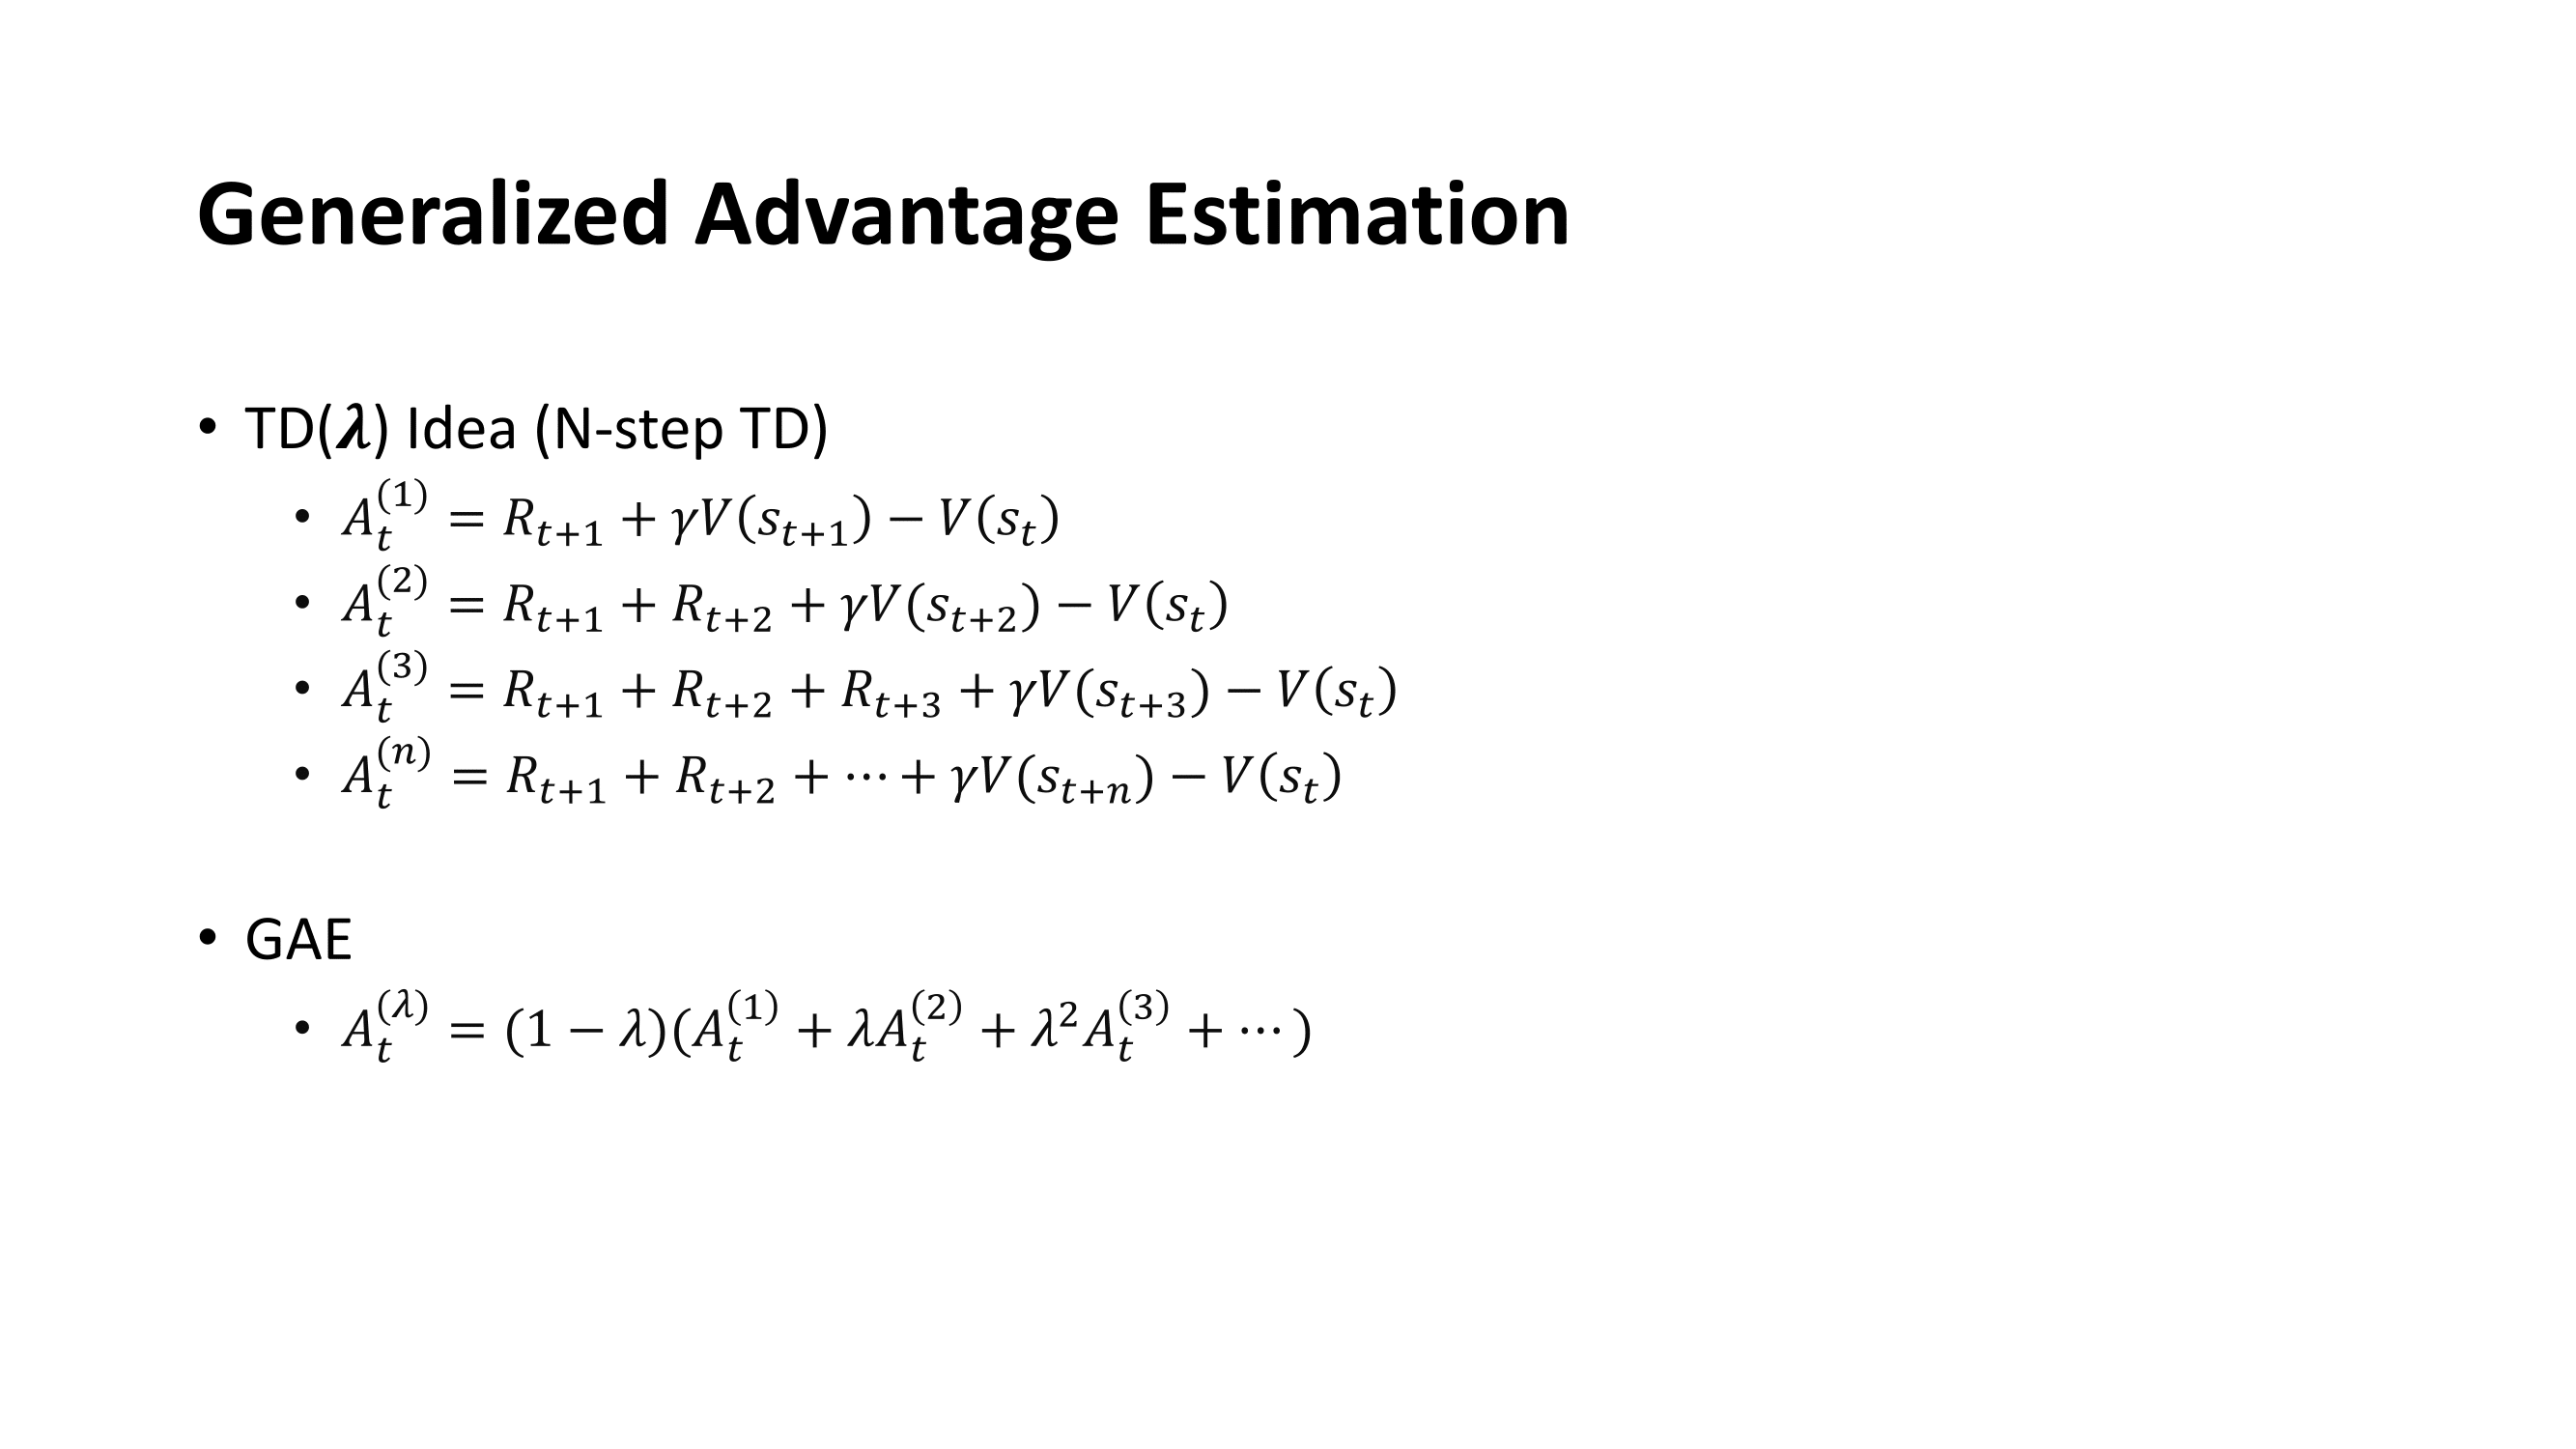 Generalized Advantage Estimation
• TD(𝝀) Idea (N-step TD)
• $A_t^{(1)} = R_{t+1} + \gamma V(s_{t+1}) - V(s_t)$
• $A_t^{(2)} = R_{t+1} + R_{t+2} + \gamma V(s_{t+2}) - V(s_t)$
• $A_t^{(3)} = R_{t+1} + R_{t+2} + R_{t+3} + \gamma V(s_{t+3}) - V(s_t)$
• $A_t^{(n)} = R_{t+1} + R_{t+2} + \cdots + \gamma V(s_{t+n}) - V(s_t)$
• GAE
• $A_t^{(\lambda)} = (1 - \lambda)(A_t^{(1)} + \lambda A_t^{(2)} + \lambda^2 A_t^{(3)} + \cdots)$